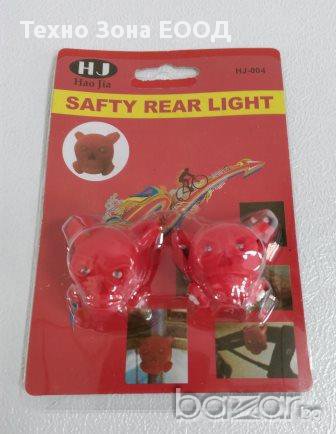 Техно Зона ЕООД
HJ
Hao Jia
HJ-004
SAFTY REAR LIGHT
bazar.bg